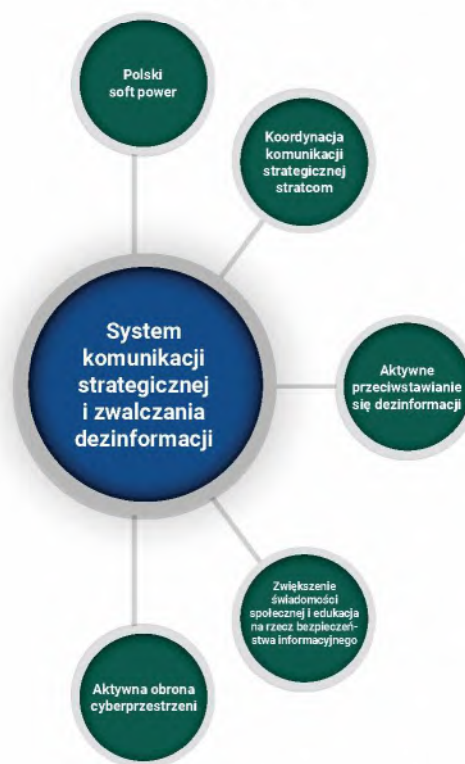 Polski
soft power
Koordynacja
komunikacji
strategicznej
stratcom
System
komunikacji
strategicznej
i zwalczania
dezinformacji
Aktywne
przeciwstawianie
się dezinformacji
Zwiększenie
świadomości
społecznej i edukacja
na rzecz bezpieczeń-
stwa informacyjnego
Aktywna obrona
cyberprzestrzeni